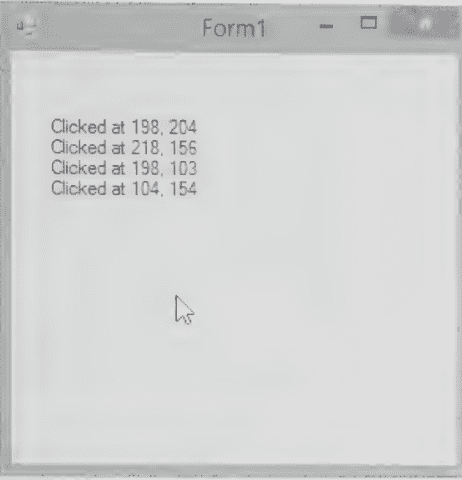 Form1
Clicked at 198, 204
Clicked at 218, 156
Clicked at 198, 103
Clicked at 104, 154